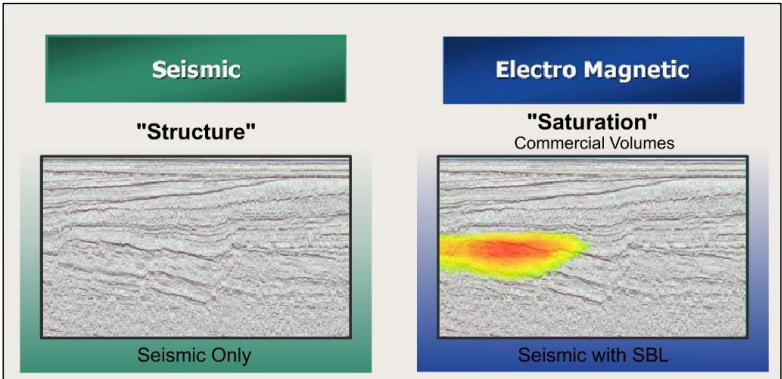 Seismic
"Structure"
Seismic Only
Electro Magnetic
"Saturation"
Commercial Volumes
Seismic with SBL